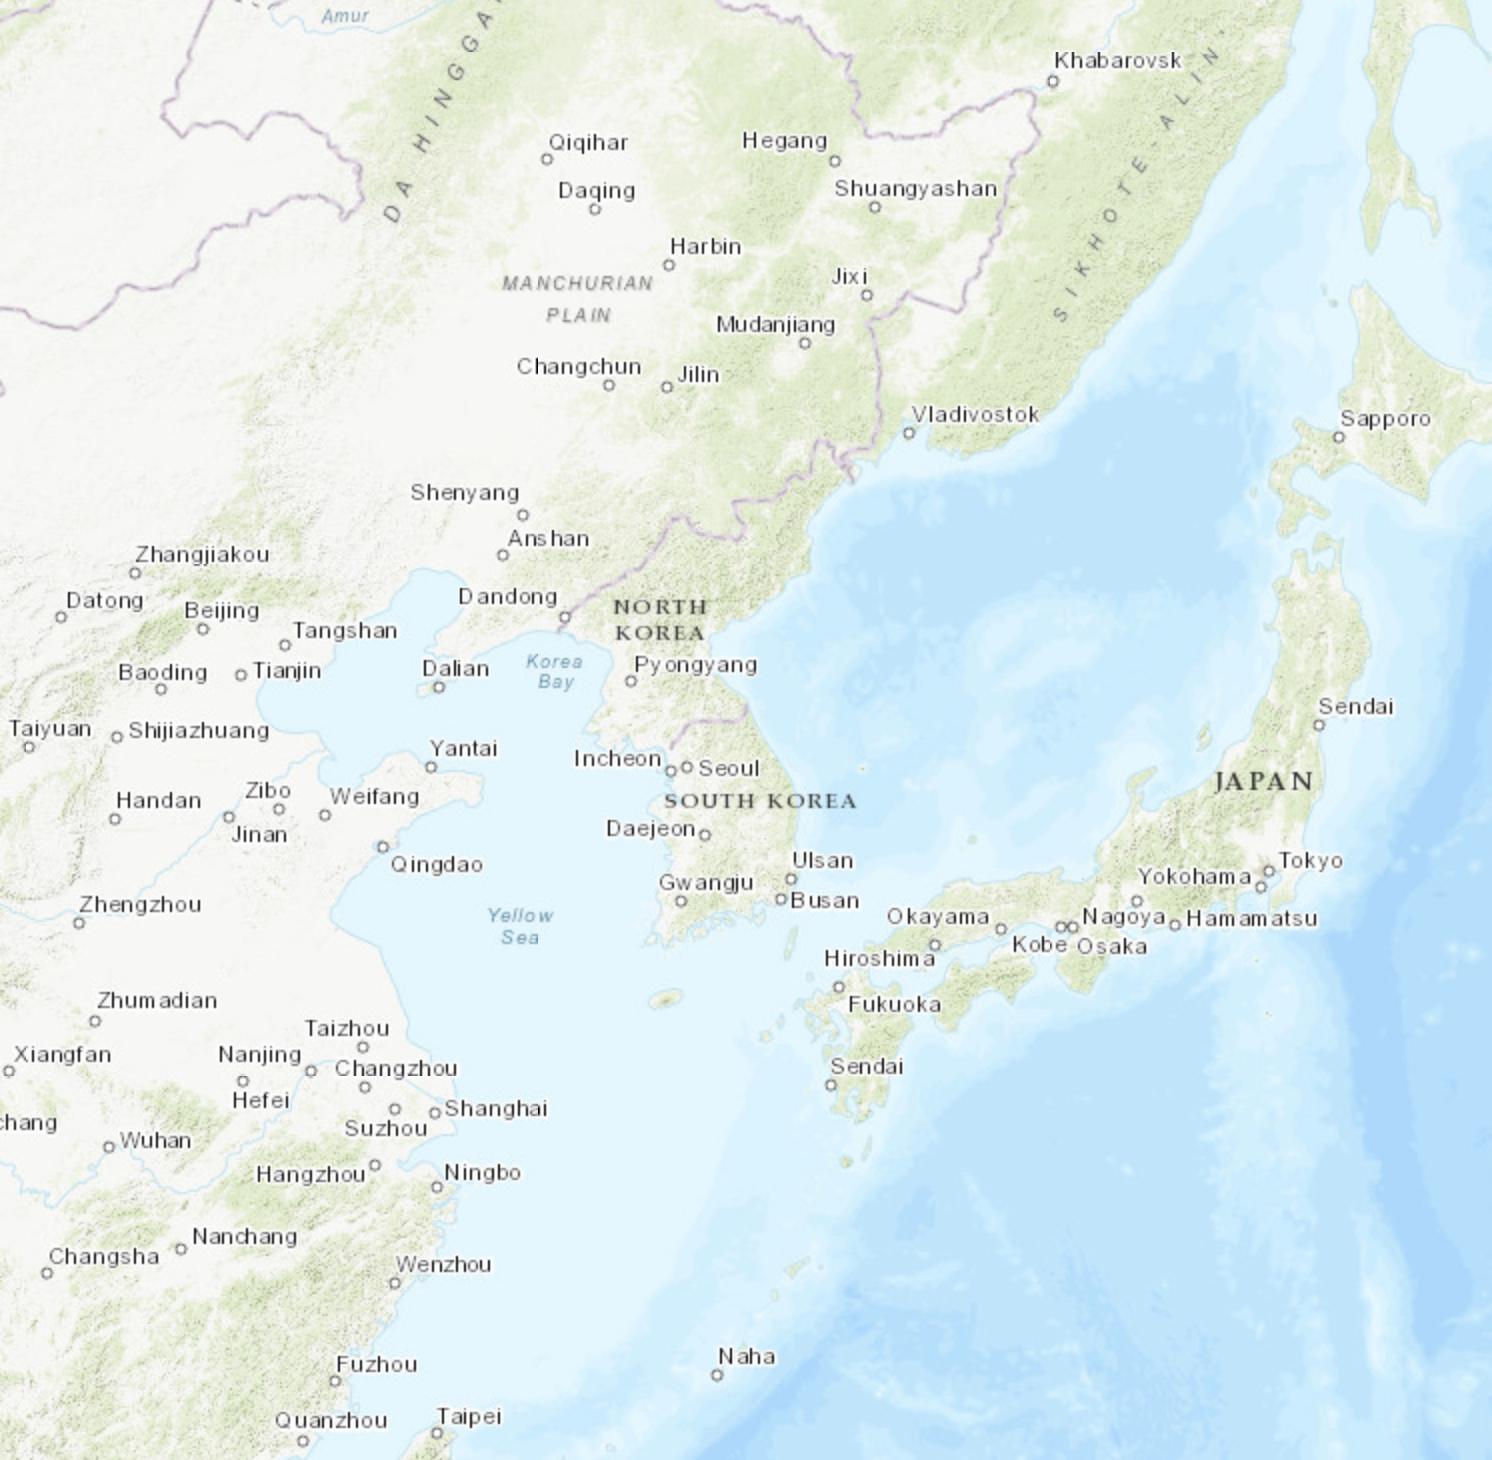 Amur
DA HINGGA
Khabarovsk
SIKHOTE-ALIN'
Qiqihar
Hegang
Daqing
Shuangyashan
Harbin
Jixi
MANCHURIAN
PLAIN
Mudanjiang
Changchun
Jilin
Vladivostok
Sapporo
Shenyang
Anshan
Zhangjiakou
Datong
Beijing
Dandong
NORTH
KOREA
Tangshan
Baoding
Tianjin
Dalian
Korea
Bay
Pyongyang
Sendai
Taiyuan
Shijiazhuang
Yantai
Incheon
Seoul
JAPAN
Handan
Zibo
Weifang
SOUTH KOREA
Jinan
Daejeon
Qingdao
Ulsan
Tokyo
Gwangju
Yokohama
Busan
Zhengzhou
Yellow
Sea
Okayama
Nagoya
Hamamatsu
Kobe
Osaka
Hiroshima
Zhumadian
Fukuoka
Taizhou
Xiangfan
Nanjing
Changzhou
Sendai
Hefei
Shanghai
chang
Wuhan
Suzhou
Hangzhou
Ningbo
Nanchang
Changsha
Wenzhou
Naha
Fuzhou
Quanzhou
Taipei